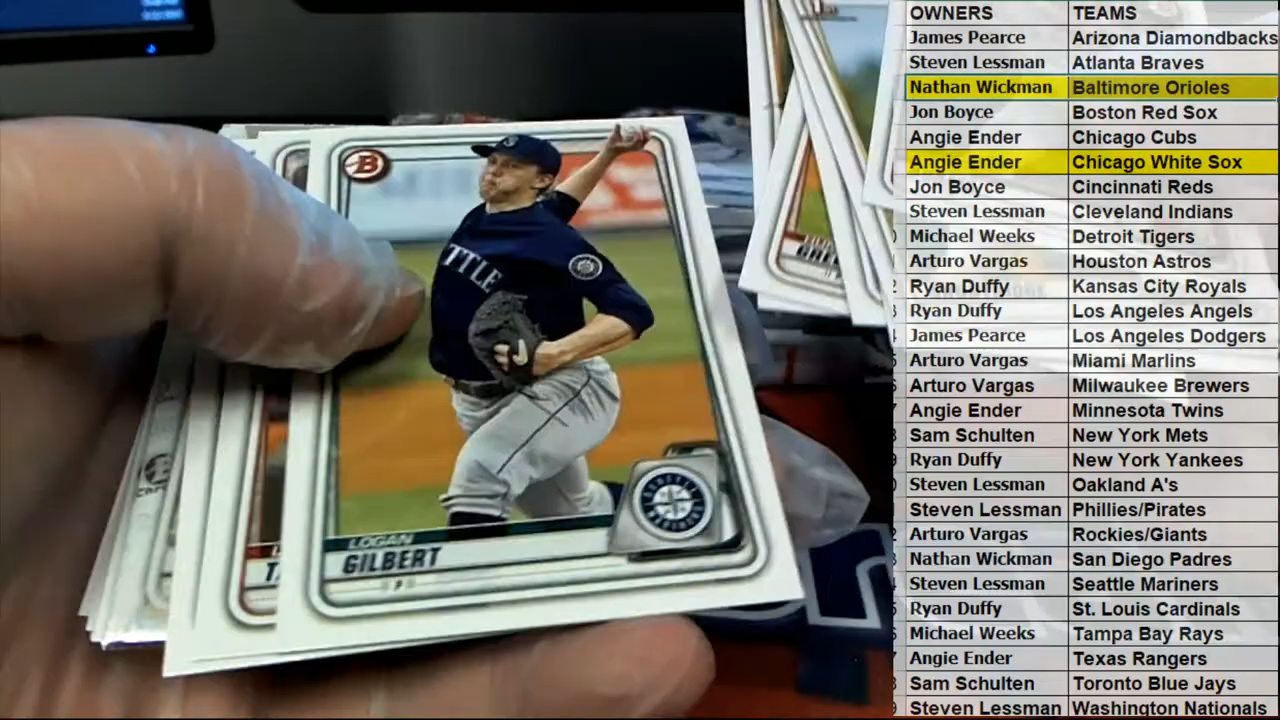 OWNERS TEAMS
James Pearce Arizona Diamondbacks
Steven Lessman Atlanta Braves
Nathan Wickman Baltimore Orioles
Jon Boyce Boston Red Sox
Angie Ender Chicago Cubs
Angie Ender Chicago White Sox
Jon Boyce Cincinnati Reds
Steven Lessman Cleveland Indians
Michael Weeks Detroit Tigers
Arturo Vargas Houston Astros
Ryan Duffy Kansas City Royals
Ryan Duffy Los Angeles Angels
James Pearce Los Angeles Dodgers
Arturo Vargas Miami Marlins
Arturo Vargas Milwaukee Brewers
Angie Ender Minnesota Twins
Sam Schulten New York Mets
Ryan Duffy New York Yankees
Steven Lessman Oakland A's
Steven Lessman Phillies/Pirates
Arturo Vargas Rockies/Giants
Nathan Wickman San Diego Padres
Steven Lessman Seattle Mariners
Ryan Duffy St. Louis Cardinals
Michael Weeks Tampa Bay Rays
Angie Ender Texas Rangers
Sam Schulten Toronto Blue Jays
Steven Lessman Washington Nationals
B
TTLE
LOGAN
GILBERT
P